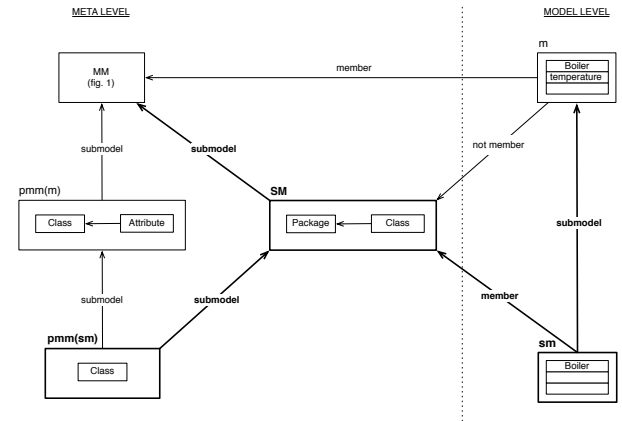 META LEVEL
MODEL LEVEL
m
MM
(fig. 1)
member
Boiler
temperature
not member
submodel
submodel
pmm(m)
SM
Class
Attribute
Package
Class
submodel
submodel
submodel
member
pmm(sm)
sm
Class
Boiler